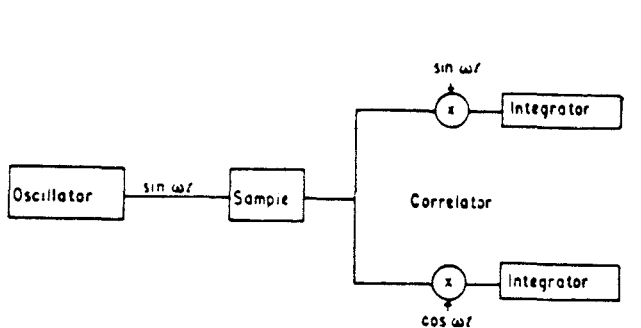 sin ωt
x
Integrator
Oscillator
sin ωt
Sample
Correlator
x
Integrator
cos ωt